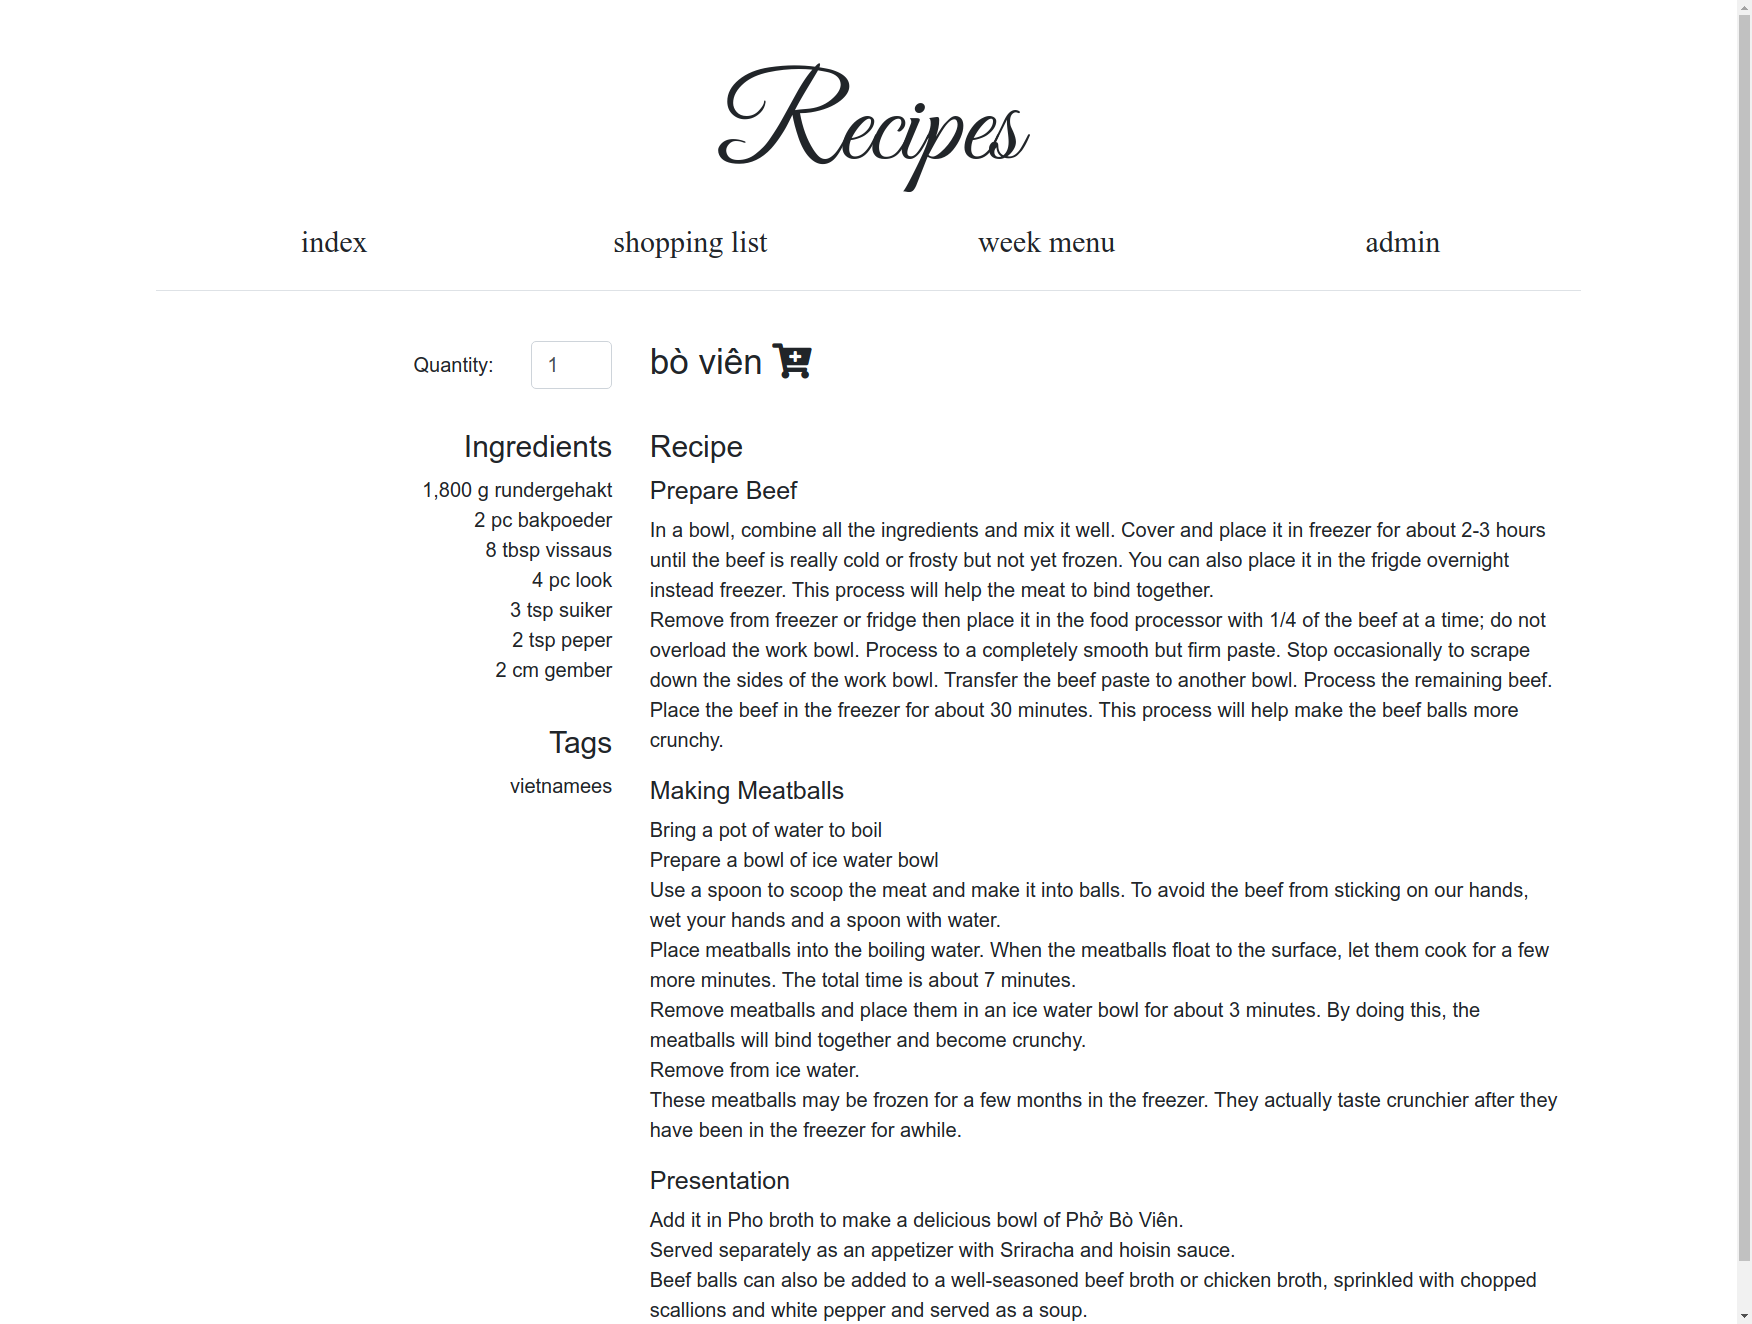 Recipes
index
shopping list
week menu
admin
Quantity:
1
bò viên
Ingredients
1,800 g rundergehakt
2 pc bakpoeder
8 tbsp vissaus
4 pc look
3 tsp suiker
2 tsp peper
2 cm gember
Tags
vietnamees
Recipe
Prepare Beef
In a bowl, combine all the ingredients and mix it well. Cover and place it in freezer for about 2-3 hours
until the beef is really cold or frosty but not yet frozen. You can also place it in the frigde overnight
instead freezer. This process will help the meat to bind together.
Remove from freezer or fridge then place it in the food processor with 1/4 of the beef at a time; do not
overload the work bowl. Process to a completely smooth but firm paste. Stop occasionally to scrape
down the sides of the work bowl. Transfer the beef paste to another bowl. Process the remaining beef.
Place the beef in the freezer for about 30 minutes. This process will help make the beef balls more
crunchy.
Making Meatballs
Bring a pot of water to boil
Prepare a bowl of ice water bowl
Use a spoon to scoop the meat and make it into balls. To avoid the beef from sticking on our hands,
wet your hands and a spoon with water.
Place meatballs into the boiling water. When the meatballs float to the surface, let them cook for a few
more minutes. The total time is about 7 minutes.
Remove meatballs and place them in an ice water bowl for about 3 minutes. By doing this, the
meatballs will bind together and become crunchy.
Remove from ice water.
These meatballs may be frozen for a few months in the freezer. They actually taste crunchier after they
have been in the freezer for awhile.
Presentation
Add it in Pho broth to make a delicious bowl of Phở Bò Viên.
Served separately as an appetizer with Sriracha and hoisin sauce.
Beef balls can also be added to a well-seasoned beef broth or chicken broth, sprinkled with chopped
scallions and white pepper and served as a soup.